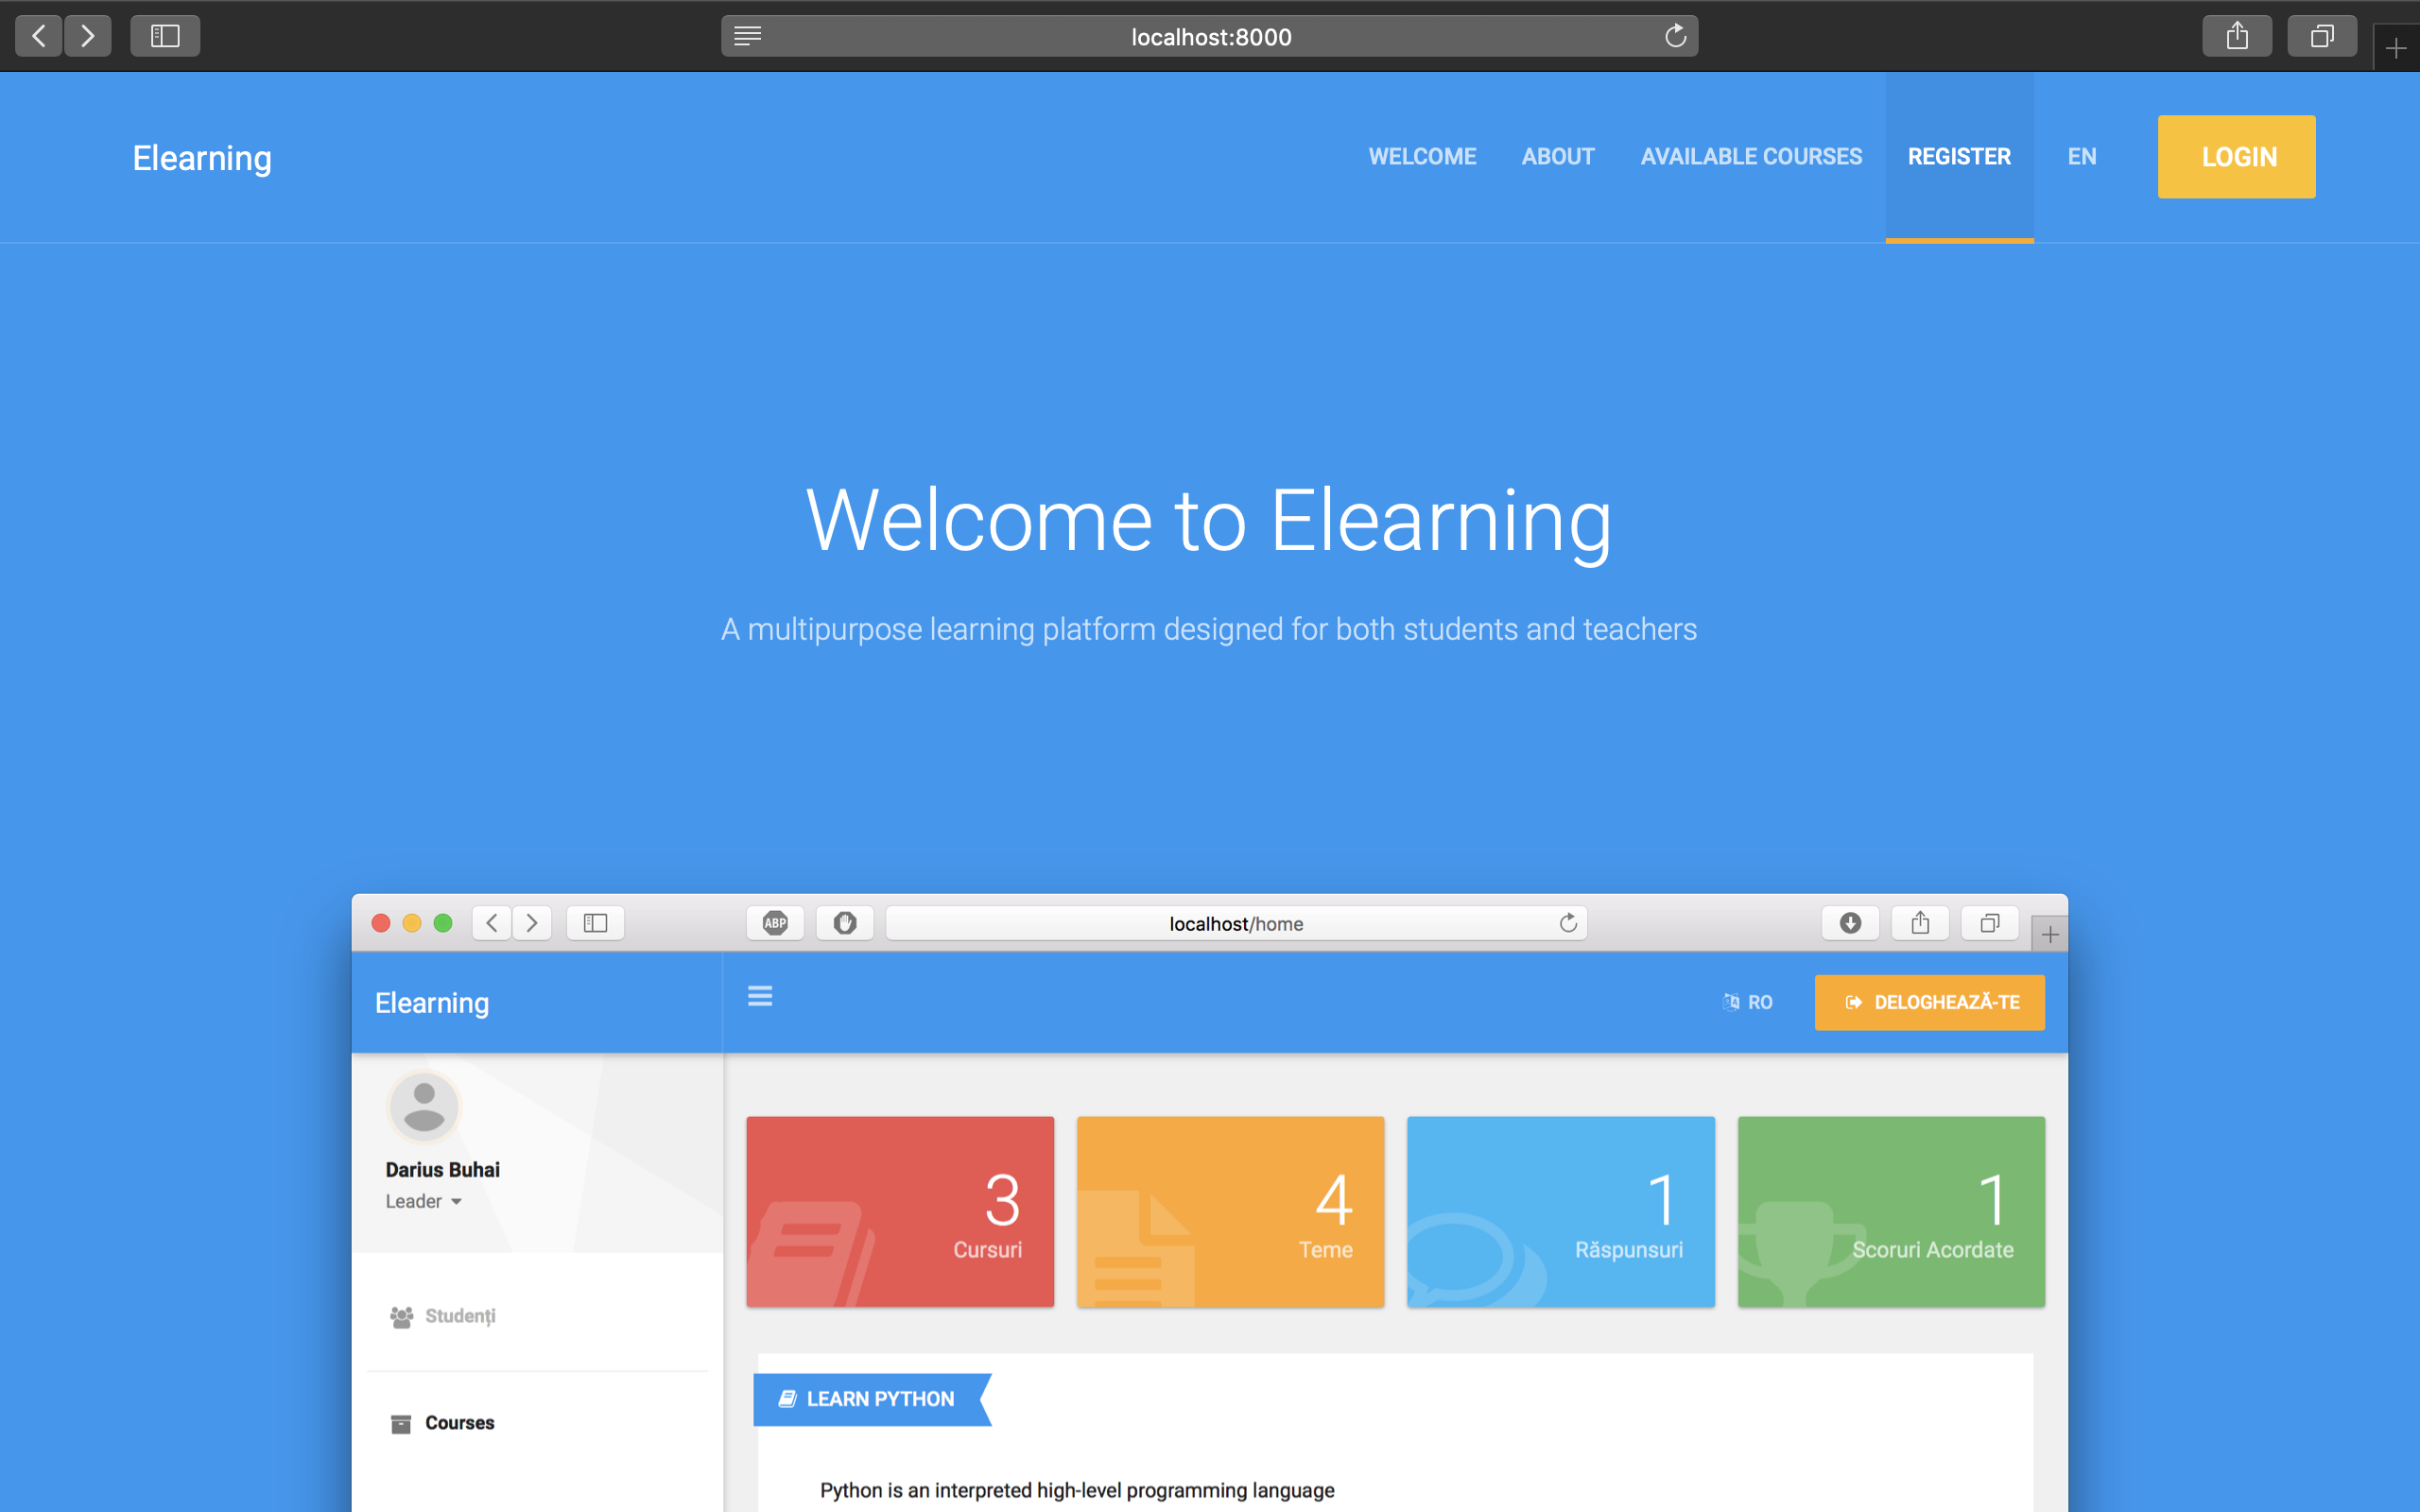 localhost:8000
Elearning
WELCOME ABOUT AVAILABLE COURSES REGISTER EN LOGIN
Welcome to Elearning
A multipurpose learning platform designed for both students and teachers
ABP localhost/home
Elearning RO DELOGHEAZĂ-TE
Darius Buhai
Leader
3 4 1 1
Cursuri Teme Răspunsuri Scoruri Acordate
Studenți
LEARN PYTHON
Courses
Python is an interpreted high-level programming language